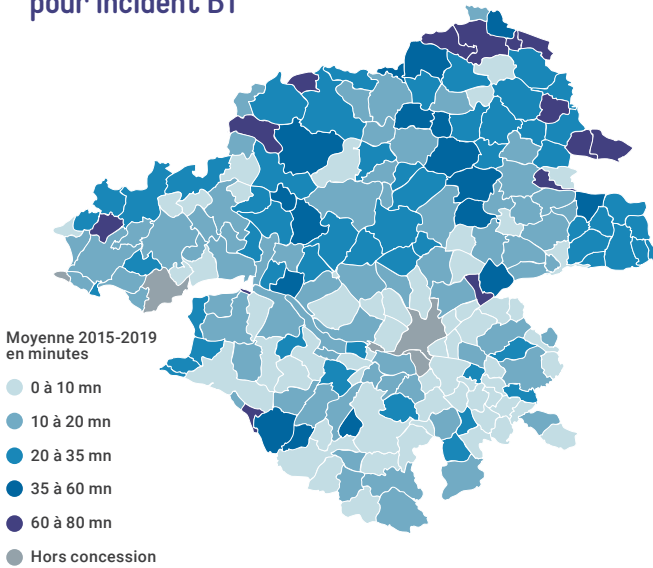 pour incident BT
Moyenne 2015-2019
en minutes
0 à 10 mn
10 à 20 mn
20 à 35 mn
35 à 60 mn
60 à 80 mn
Hors concession